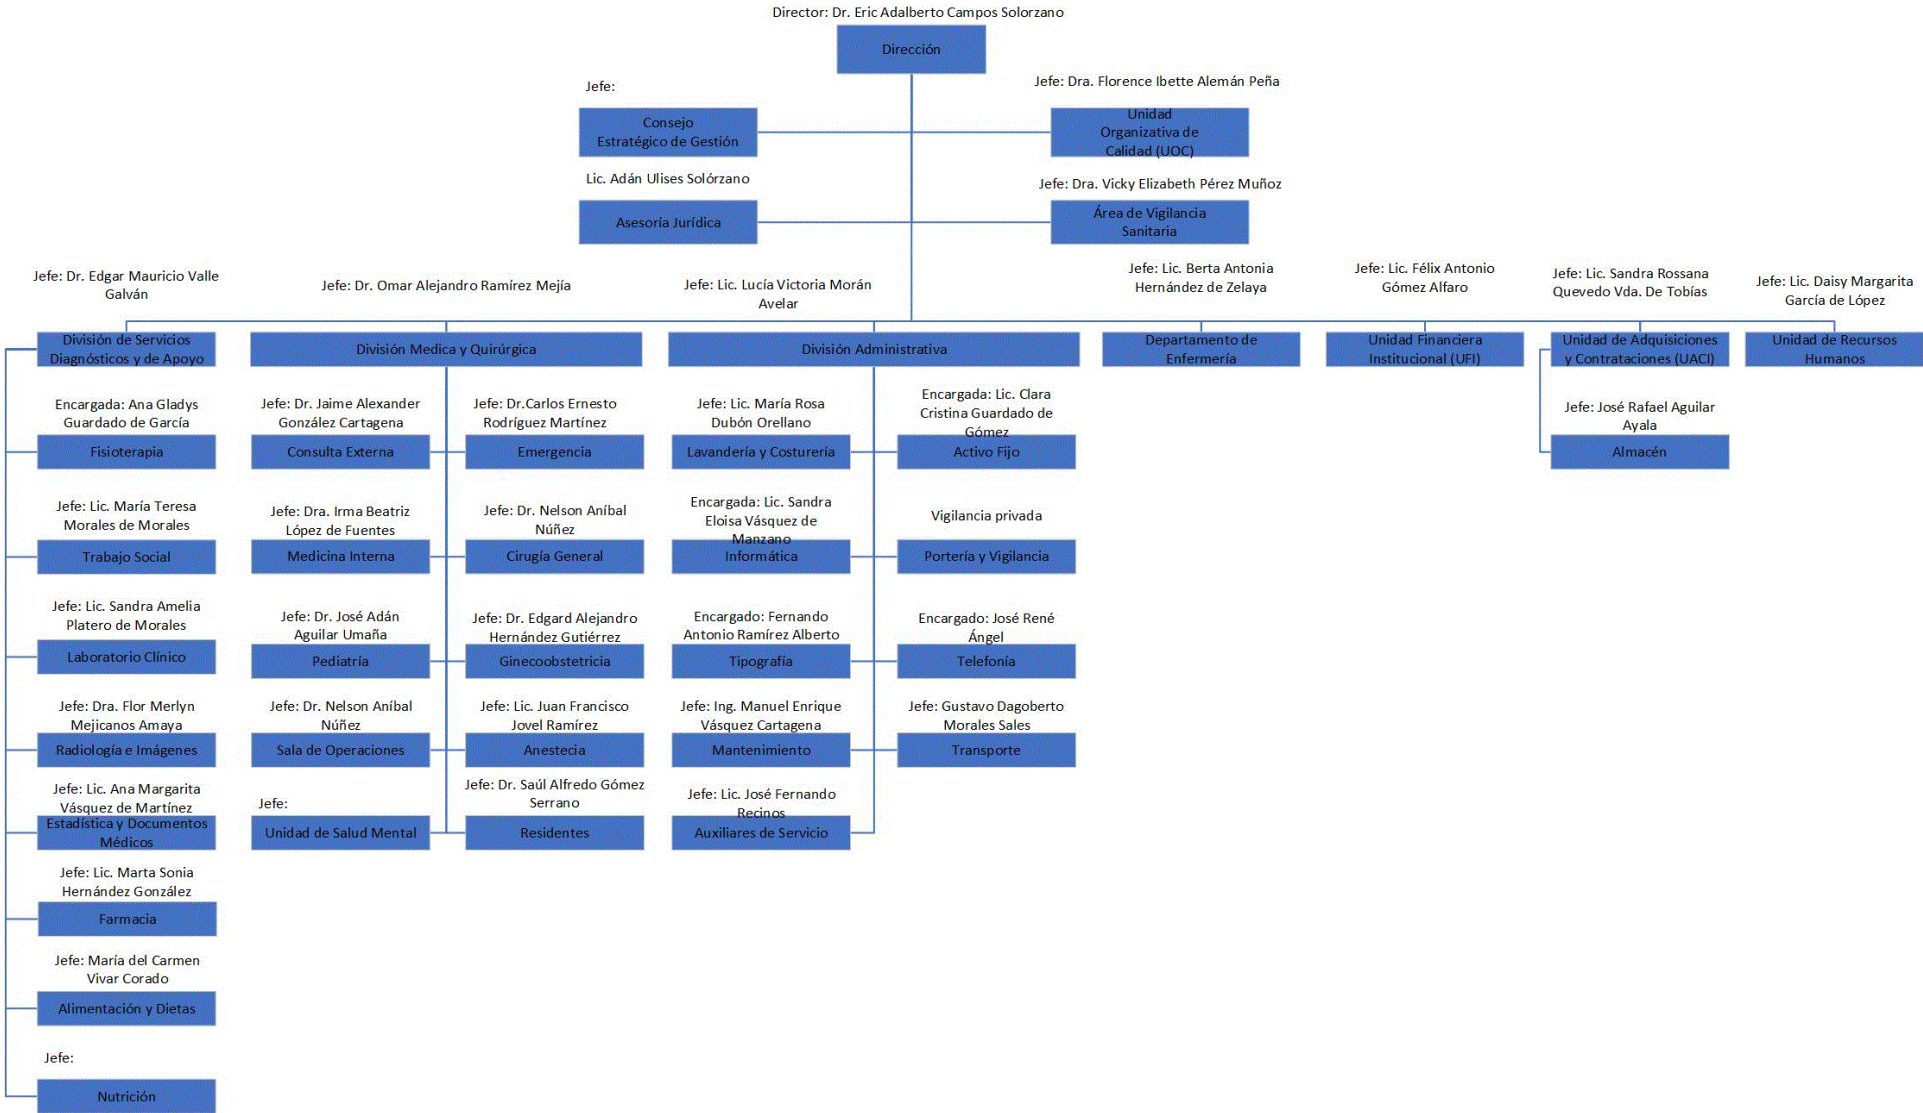 Director: Dr. Eric Adalberto Campos Solorzano
Dirección
Jefe:
Consejo
Estratégico de Gestión
Jefe: Dra. Florence Ibette Alemán Peña
Unidad
Organizativa de
Calidad (UOC)
Lic. Adán Ulises Solórzano
Asesoría Jurídica
Jefe: Dra. Vicky Elizabeth Pérez Muñoz
Área de Vigilancia
Sanitaria
Jefe: Dr. Edgar Mauricio Valle
Galván
División de Servicios
Diagnósticos y de Apoyo
Jefe: Dr. Omar Alejandro Ramírez Mejía
División Medica y Quirúrgica
Jefe: Lic. Lucía Victoria Morán
Avelar
División Administrativa
Jefe: Lic. Berta Antonia
Hernández de Zelaya
Departamento de
Enfermería
Jefe: Lic. Félix Antonio
Gómez Alfaro
Unidad Financiera
Institucional (UFI)
Jefe: Lic. Sandra Rossana
Quevedo Vda. De Tobías
Unidad de Adquisiciones
y Contrataciones (UACI)
Jefe: Lic. Daisy Margarita
García de López
Unidad de Recursos
Humanos
Encargada: Ana Gladys
Guardado de García
Fisioterapia
Jefe: Lic. María Teresa
Morales de Morales
Trabajo Social
Jefe: Lic. Sandra Amelia
Platero de Morales
Laboratorio Clínico
Jefe: Dra. Flor Merlyn
Mejicanos Amaya
Radiología e Imágenes
Jefe: Lic. Ana Margarita
Vásquez de Martínez
Estadística y Documentos
Médicos
Jefe: Lic. Marta Sonia
Hernández González
Farmacia
Jefe: María del Carmen
Vivar Corado
Alimentación y Dietas
Jefe:
Nutrición
Jefe: Dr. Jaime Alexander
González Cartagena
Consulta Externa
Jefe: Dr.Carlos Ernesto
Rodríguez Martínez
Emergencia
Jefe: Dra. Irma Beatriz
López de Fuentes
Medicina Interna
Jefe: Dr. Nelson Aníbal
Núñez
Cirugía General
Jefe: Dr. José Adán
Aguilar Umaña
Pediatría
Jefe: Dr. Edgard Alejandro
Hernández Gutiérrez
Ginecoobstetricia
Jefe: Dr. Nelson Aníbal
Núñez
Sala de Operaciones
Jefe: Lic. Juan Francisco
Jovel Ramírez
Anestecia
Jefe:
Unidad de Salud Mental
Jefe: Dr. Saúl Alfredo Gómez
Serrano
Residentes
Jefe: Lic. María Rosa
Dubón Orellano
Lavandería y Costurería
Encargada: Lic. Clara
Cristina Guardado de
Gómez
Activo Fijo
Encargada: Lic. Sandra
Eloisa Vásquez de
Manzano
Informática
Vigilancia privada
Portería y Vigilancia
Encargado: Fernando
Antonio Ramírez Alberto
Tipografía
Encargado: José René
Ángel
Telefonía
Jefe: Ing. Manuel Enrique
Vásquez Cartagena
Mantenimiento
Jefe: Gustavo Dagoberto
Morales Sales
Transporte
Jefe: Lic. José Fernando
Recinos
Auxiliares de Servicio
Jefe: José Rafael Aguilar
Ayala
Almacén